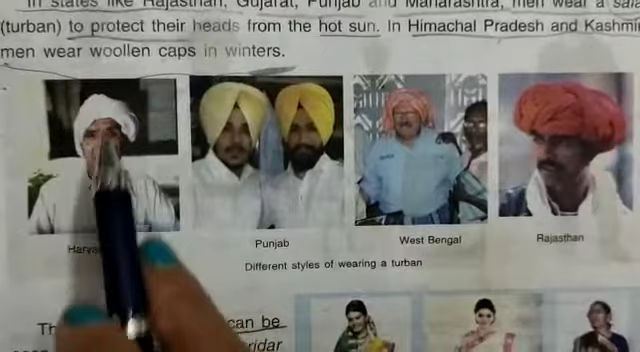 In states like Rajasthan, Gujarat, Punjab and Maharashtra, men wear a
(turban) to protect their heads from the hot sun. In Himachal Pradesh and
men wear woollen caps in winters.
Punjab
West Bengal
Rajasthan
Different styles of wearing a turban
can be